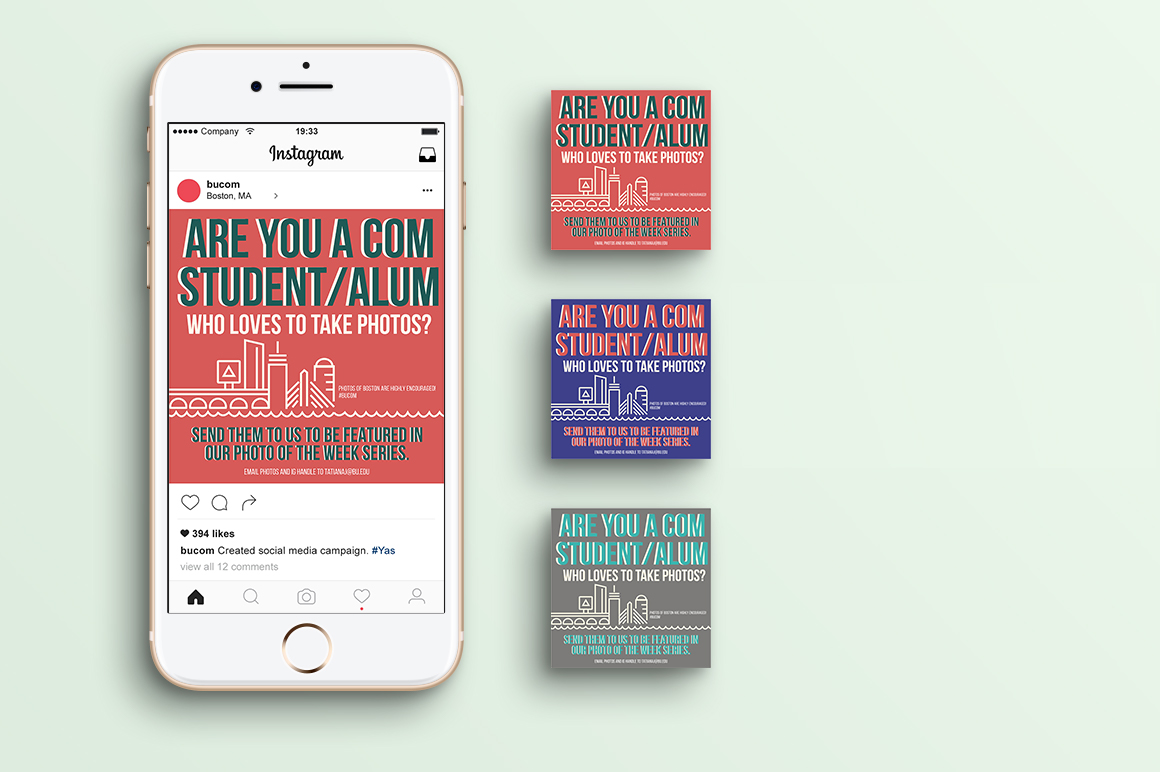 Company
19:33
Instagram
bucom
Boston, MA
ARE YOU A COM
STUDENT/ALUM
WHO LOVES TO TAKE PHOTOS?
PHOTOS OF BOSTON ARE HIGHLY ENCOURAGED!
#BUCOM
SEND THEM TO US TO BE FEATURED IN
OUR PHOTO OF THE WEEK SERIES.
EMAIL PHOTOS AND IG HANDLE TO TATIANAJ@BU.EDU
394 likes
bucom Created social media campaign. #Yas
view all 12 comments
ARE YOU A COM
STUDENT/ALUM
WHO LOVES TO TAKE PHOTOS?
PHOTOS OF BOSTON ARE HIGHLY ENCOURAGED!
#BUCOM
SEND THEM TO US TO BE FEATURED IN
OUR PHOTO OF THE WEEK SERIES.
EMAIL PHOTOS AND IG HANDLE TO TATIANAJ@BU.EDU
ARE YOU A COM
STUDENT/ALUM
WHO LOVES TO TAKE PHOTOS?
PHOTOS OF BOSTON ARE HIGHLY ENCOURAGED!
#BUCOM
SEND THEM TO US TO BE FEATURED IN
OUR PHOTO OF THE WEEK SERIES.
EMAIL PHOTOS AND IG HANDLE TO TATIANAJ@BU.EDU
ARE YOU A COM
STUDENT/ALUM
WHO LOVES TO TAKE PHOTOS?
PHOTOS OF BOSTON ARE HIGHLY ENCOURAGED!
#BUCOM
SEND THEM TO US TO BE FEATURED IN
OUR PHOTO OF THE WEEK SERIES.
EMAIL PHOTOS AND IG HANDLE TO TATIANAJ@BU.EDU